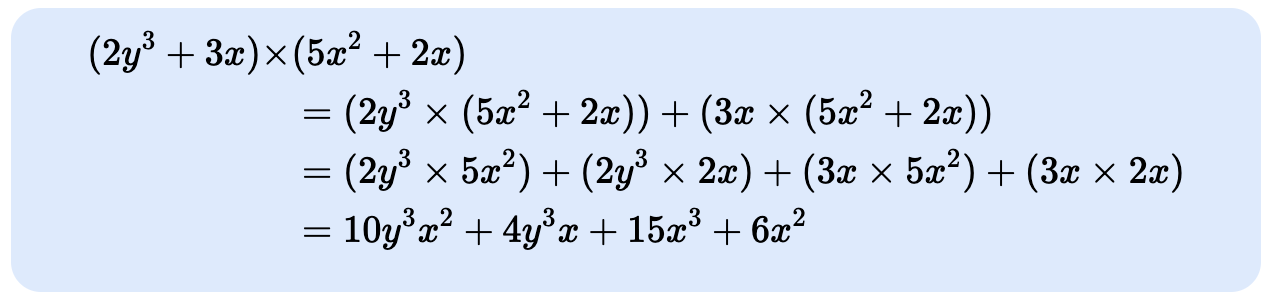 (2y³ + 3x)×(5x² + 2x)
= (2y³ × (5x² + 2x)) + (3x × (5x² + 2x))
= (2y³ × 5x²) + (2y³ × 2x) + (3x × 5x²) + (3x × 2x)
= 10y³x² + 4y³x + 15x³ + 6x²